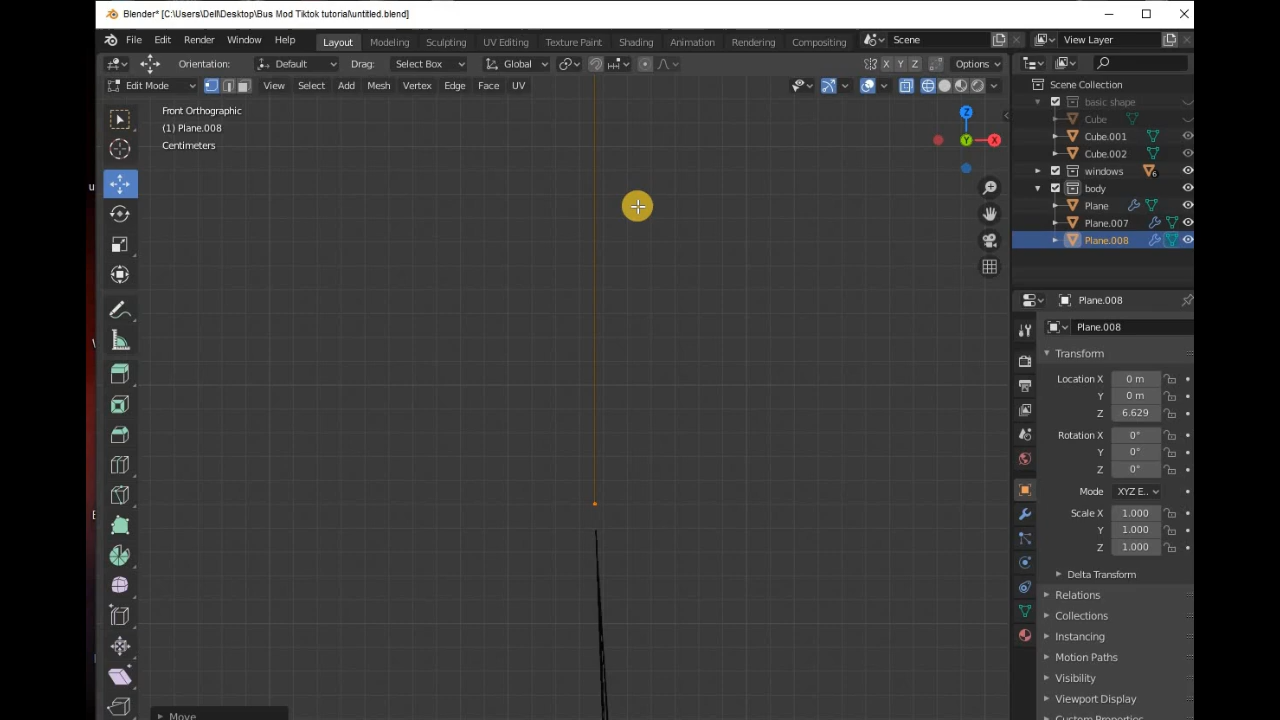 Blender* [C:\Users\Dell\Desktop\Bus Mod Tiktok tutorial\untitled.blend]
File Edit Render Window Help Layout Modeling Sculpting UV Editing Texture Paint Shading Animation Rendering Compositing Scene View Layer
Orientation: Default Drag: Select Box Global X Y Z Options
Edit Mode View Select Add Mesh Vertex Edge Face UV
Front Orthographic
(1) Plane.008
Centimeters
Z
Y
X
Scene Collection
basic shape
Cube
Cube.001
Cube.002
windows 6
body
Plane
Plane.007
Plane.008
Plane.008
Plane.008
Transform
Location X 0 m
Y 0 m
Z 6.629
Rotation X 0°
Y 0°
Z 0°
Mode XYZ E..
Scale X 1.000
Y 1.000
Z 1.000
Delta Transform
Relations
Collections
Instancing
Motion Paths
Visibility
Viewport Display
Custom Properties
Move